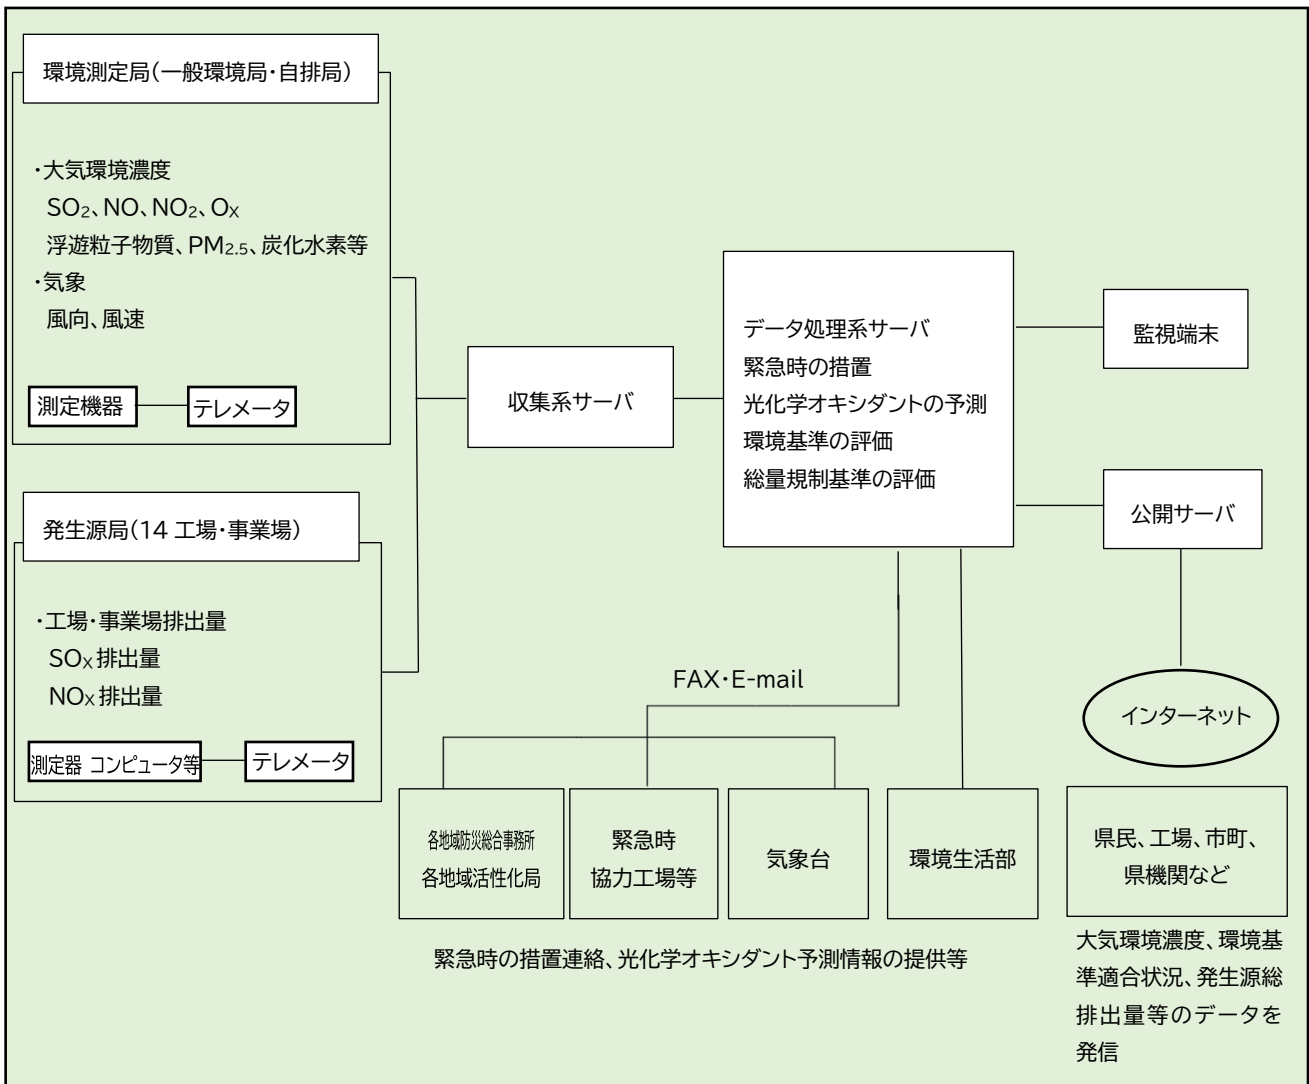 環境測定局(一般環境局・自排局)
・大気環境濃度
SO₂、NO、NO₂、Oₓ
浮遊粒子物質、PM₂.₅、炭化水素等
・気象
風向、風速
測定機器
テレメータ
発生源局(14 工場・事業場)
・工場・事業場排出量
SOₓ 排出量
NOₓ 排出量
測定器 コンピュータ等
テレメータ
収集系サーバ
データ処理系サーバ
緊急時の措置
光化学オキシダントの予測
環境基準の評価
総量規制基準の評価
監視端末
公開サーバ
インターネット
FAX・E-mail
各地域防災総合事務所
各地域活性化局
緊急時
協力工場等
気象台
環境生活部
緊急時の措置連絡、光化学オキシダント予測情報の提供等
県民、工場、市町、
県機関など
大気環境濃度、環境基
準適合状況、発生源総
排出量等のデータを
発信